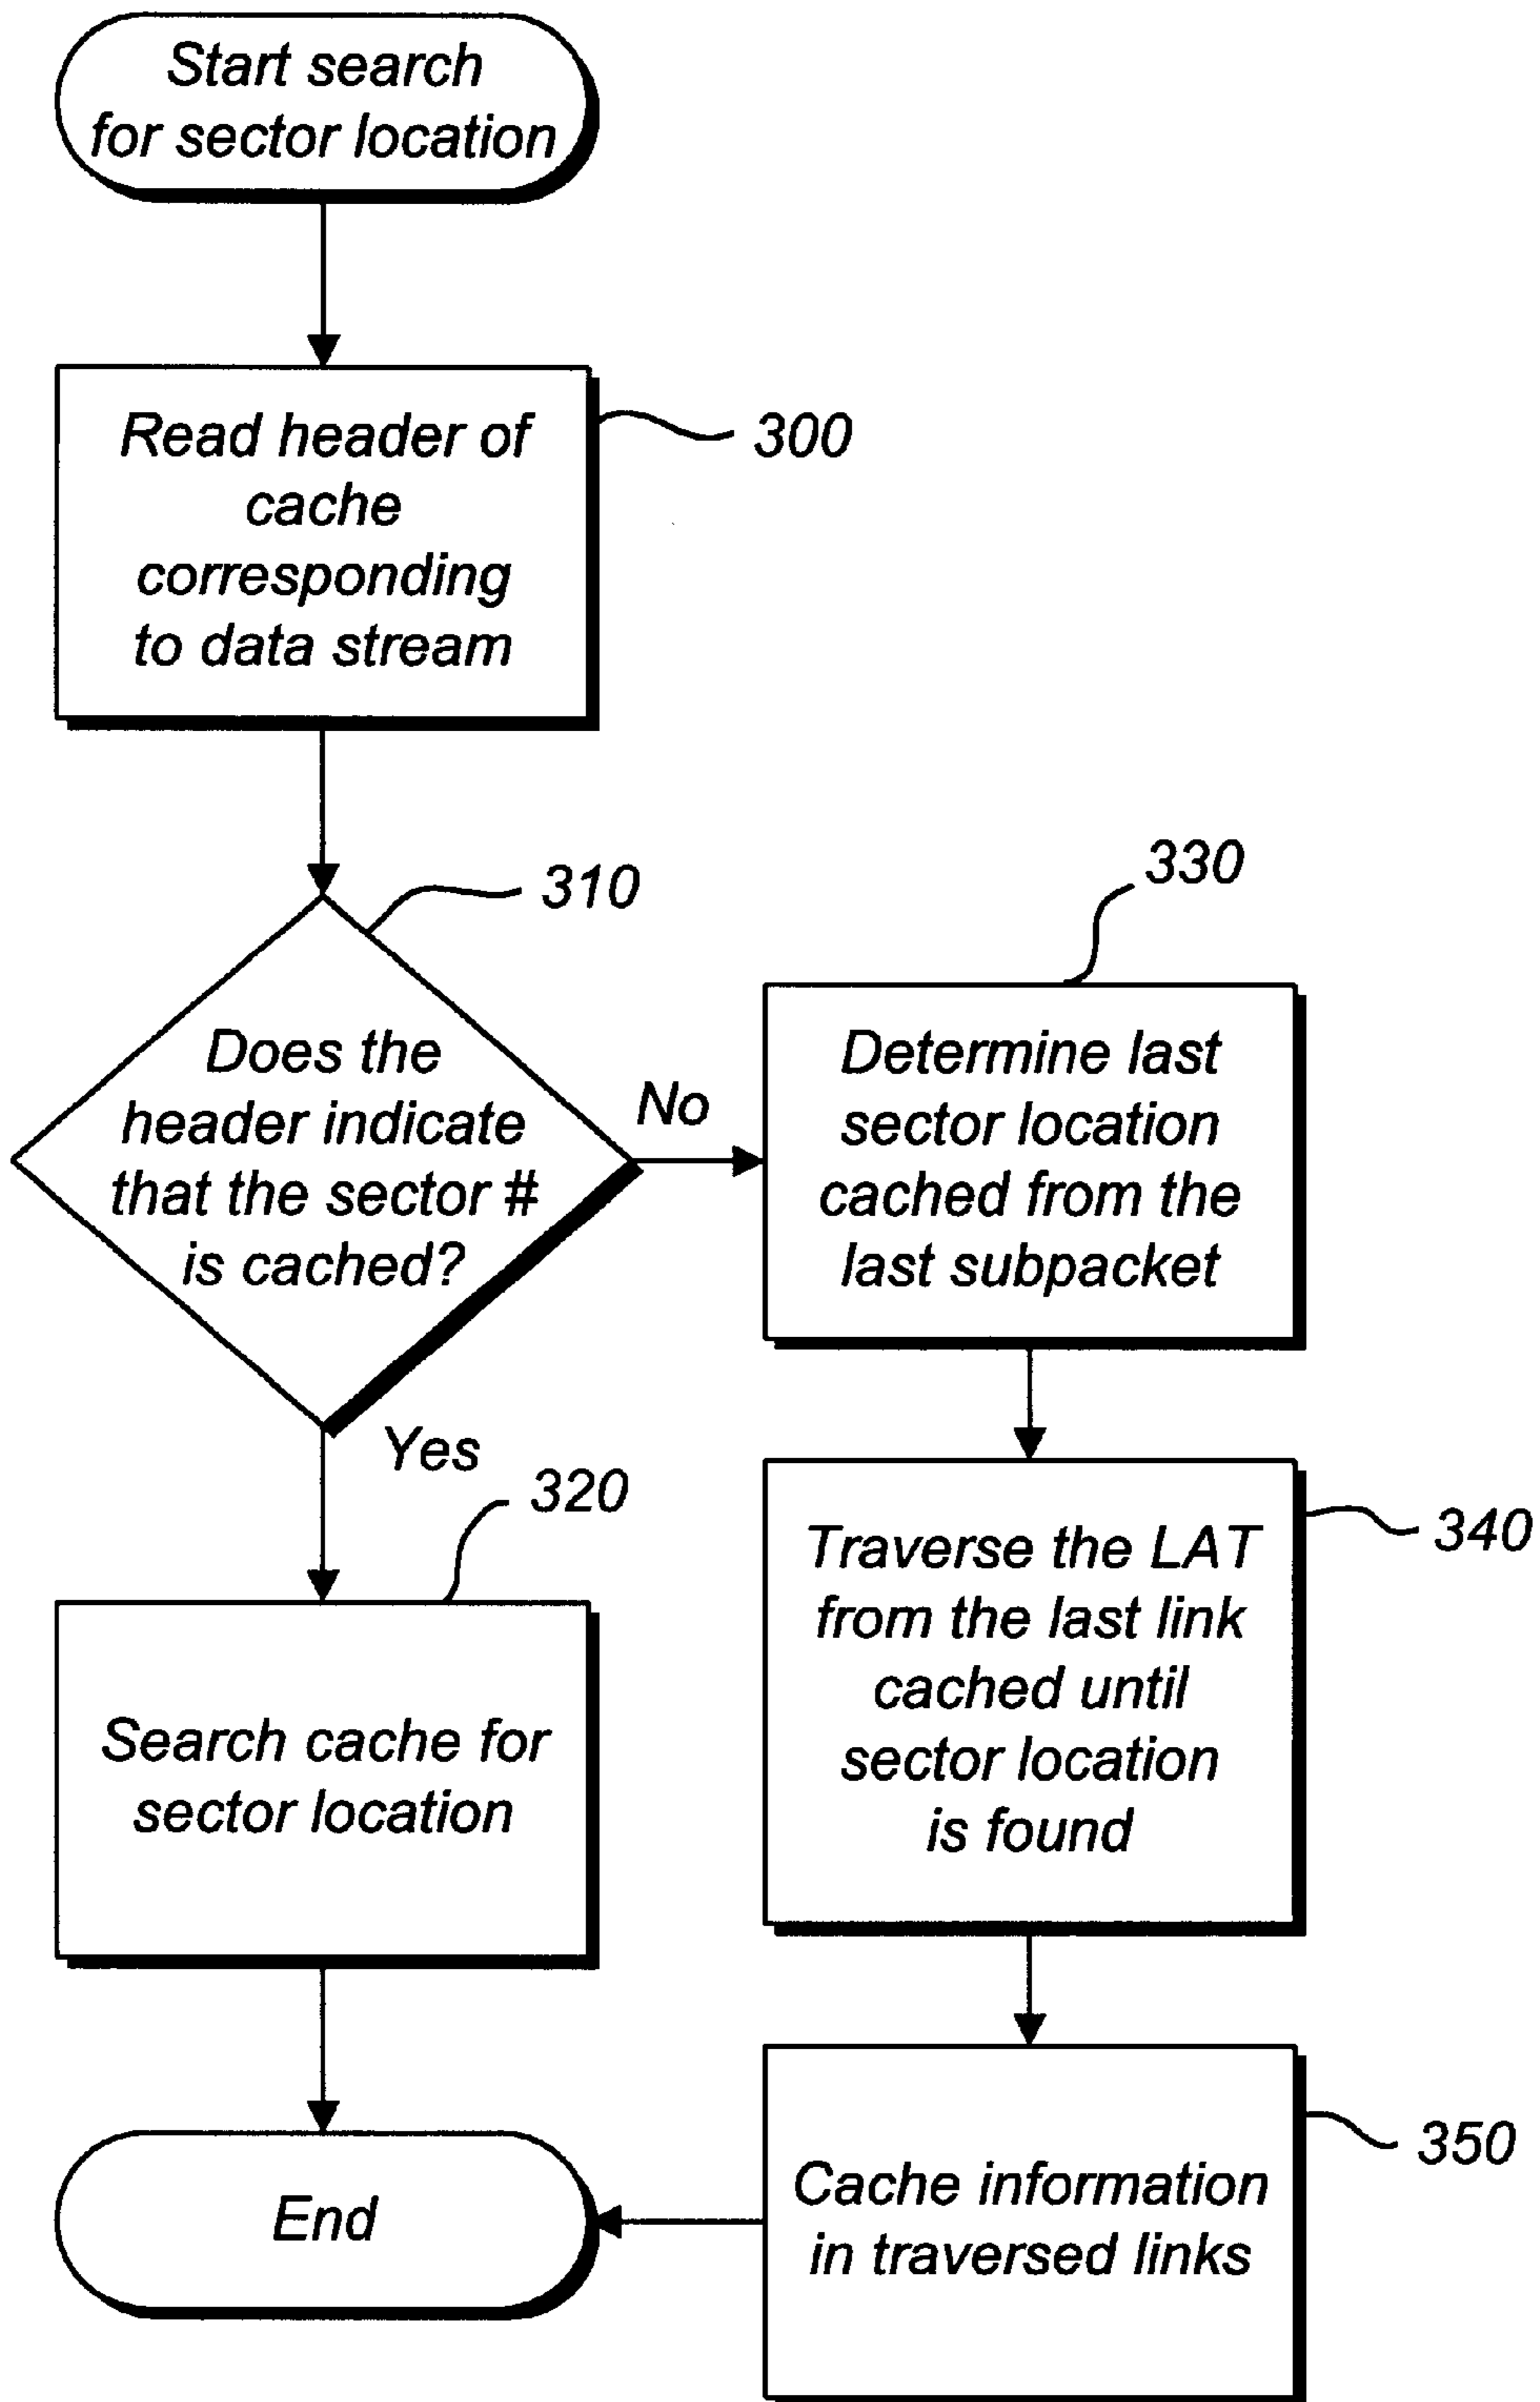 Start search
for sector location
Read header of
cache
corresponding
to data stream
300
310
Does the
header indicate
that the sector #
is cached?
No
Yes
330
Determine last
sector location
cached from the
last subpacket
320
Search cache for
sector location
340
Traverse the LAT
from the last link
cached until
sector location
is found
350
Cache information
in traversed links
End